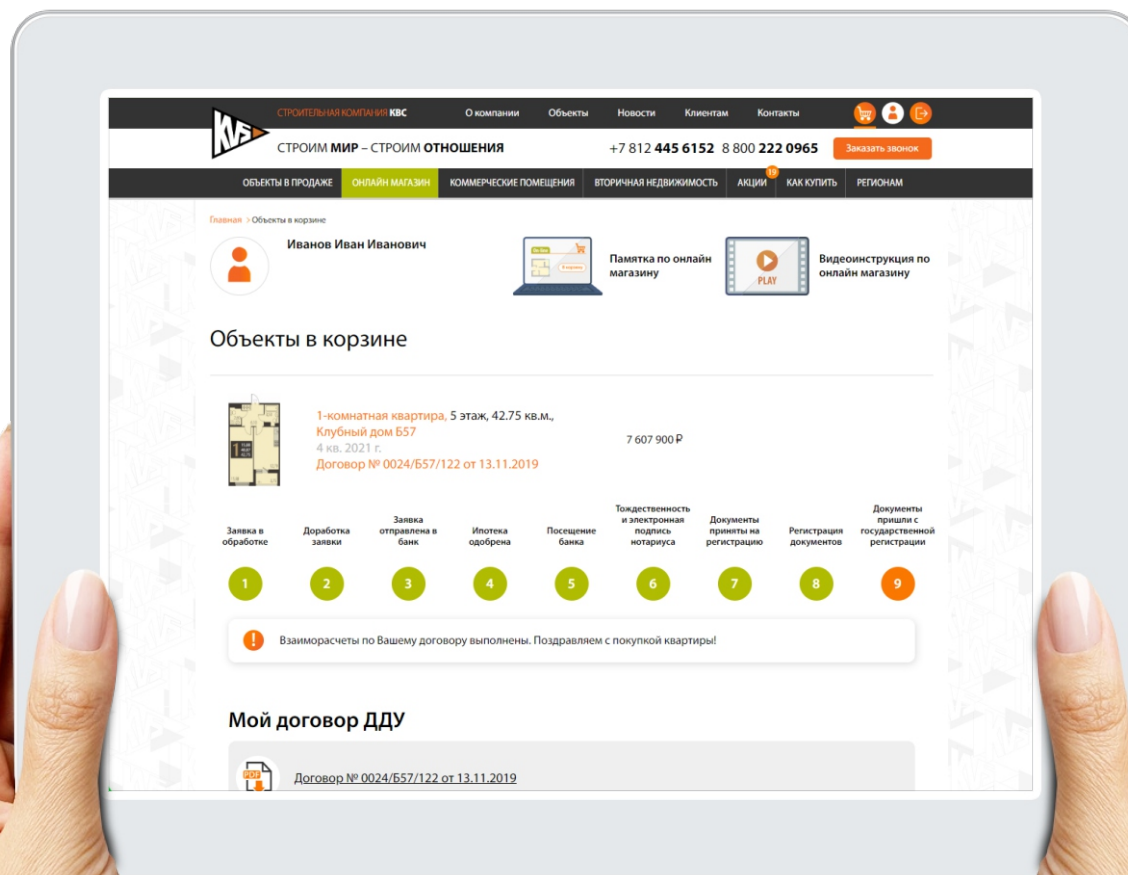 KVS
СТРОИТЕЛЬНАЯ КОМПАНИЯ КВС
О компании
Объекты
Новости
Клиентам
Контакты
СТРОИМ МИР – СТРОИМ ОТНОШЕНИЯ
+7 812 445 6152 8 800 222 0965
Заказать звонок
ОБЪЕКТЫ В ПРОДАЖЕ
ОНЛАЙН МАГАЗИН
КОММЕРЧЕСКИЕ ПОМЕЩЕНИЯ
ВТОРИЧНАЯ НЕДВИЖИМОСТЬ
АКЦИИ
19
КАК КУПИТЬ
РЕГИОНАМ
Главная > Объекты в корзине
Иванов Иван Иванович
Памятка по онлайн
магазину
PLAY
Видеоинструкция по
онлайн магазину
Объекты в корзине
1-комнатная квартира, 5 этаж, 42.75 кв.м.,
Клубный дом Б57
4 кв. 2021 г.
Договор № 0024/Б57/122 от 13.11.2019
7 607 900 ₽
Заявка в
обработке
Доработка
заявки
Заявка
отправлена в
банк
Ипотека
одобрена
Посещение
банка
Тождественность
и электронная
подпись
нотариуса
Документы
приняты на
регистрацию
Регистрация
документов
Документы
пришли с
государственной
регистрации
1 2 3 4 5 6 7 8 9
Взаиморасчеты по Вашему договору выполнены. Поздравляем с покупкой квартиры!
Мой договор ДДУ
PDF
Договор № 0024/Б57/122 от 13.11.2019